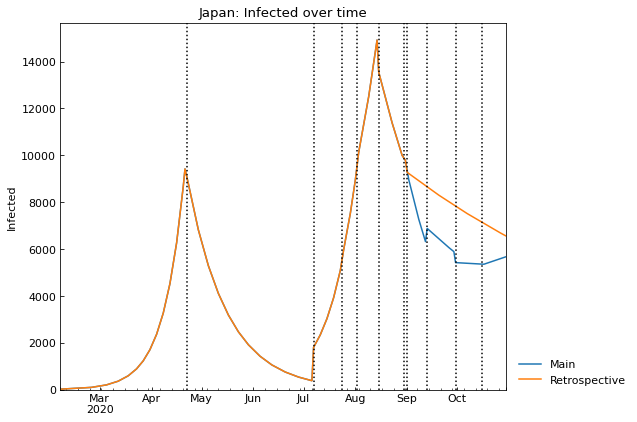 Japan: Infected over time
Infected
14000
12000
10000
8000
6000
4000
2000
0
Mar Apr May Jun Jul Aug Sep Oct
2020
Main
Retrospective